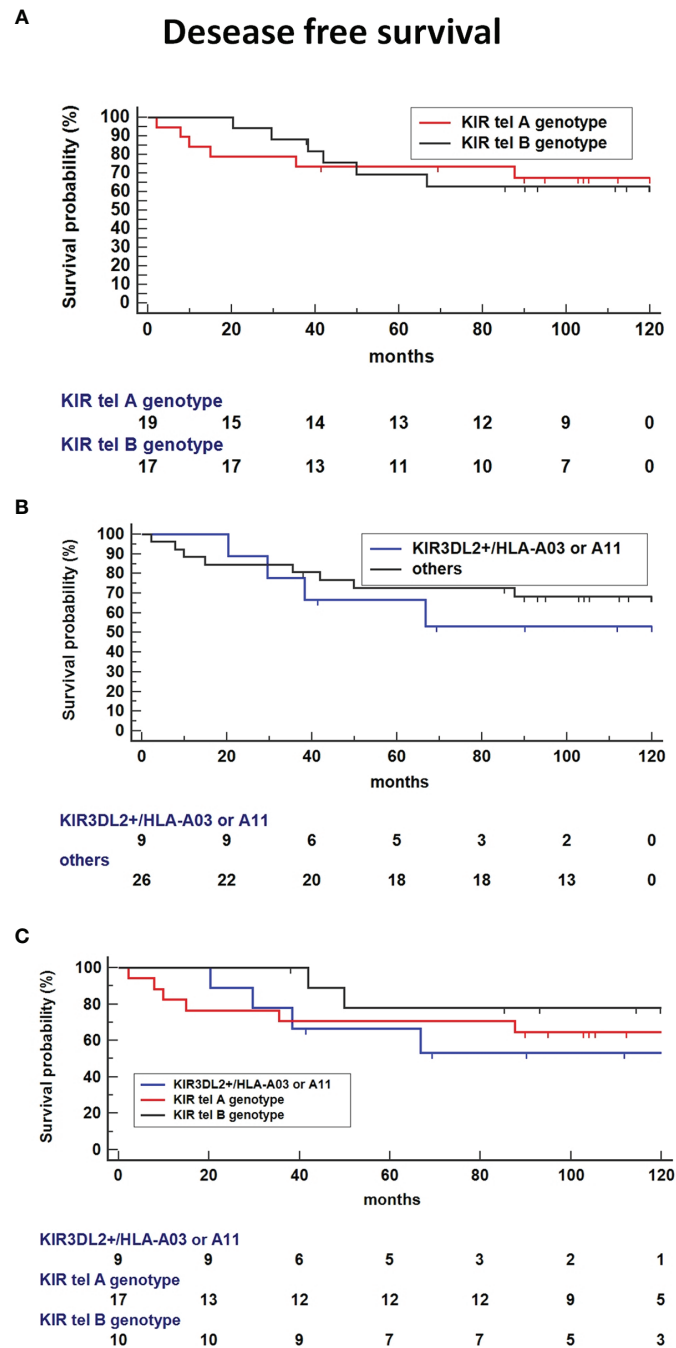 A
Desease free survival
Survival probability (%)
100
90
80
70
60
50
40
30
20
10
0
KIR tel A genotype
KIR tel B genotype
0 20 40 60 80 100 120
months
KIR tel A genotype
19 15 14 13 12 9 0
KIR tel B genotype
17 17 13 11 10 7 0
B
Survival probability (%)
100
90
80
70
60
50
40
30
20
10
0
KIR3DL2+/HLA-A03 or A11
others
0 20 40 60 80 100 120
months
KIR3DL2+/HLA-A03 or A11
9 9 6 5 3 2 0
others
26 22 20 18 18 13 0
C
Survival probability (%)
100
80
60
40
20
0
KIR3DL2+/HLA-A03 or A11
KIR tel A genotype
KIR tel B genotype
0 20 40 60 80 100 120
months
KIR3DL2+/HLA-A03 or A11
9 9 6 5 3 2 1
KIR tel A genotype
17 13 12 12 12 9 5
KIR tel B genotype
10 10 9 7 7 5 3